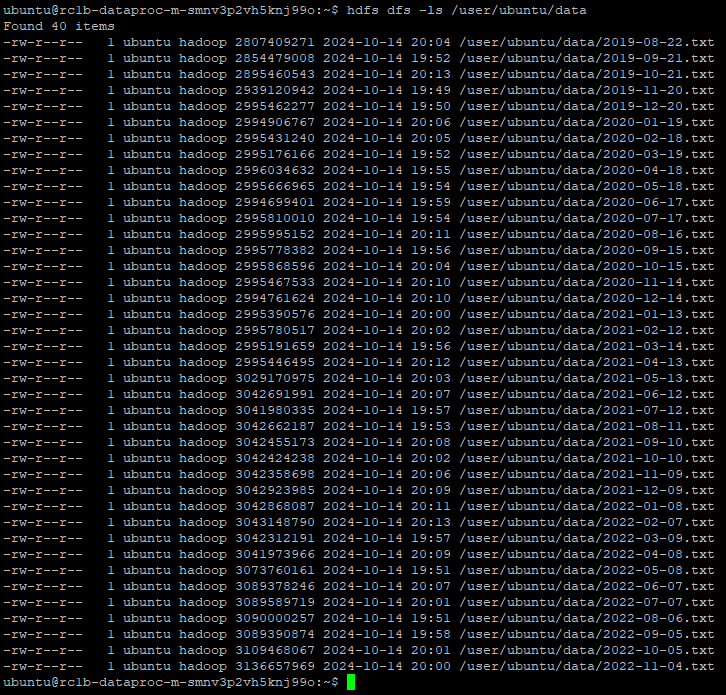 ubuntu@rc1b-dataproc-m-smnv3p2vh5knj99o:~$ hdfs dfs -ls /user/ubuntu/data
Found 40 items
-rw-r--r--   1 ubuntu hadoop 2807409271 2024-10-14 20:04 /user/ubuntu/data/2019-08-22.txt
-rw-r--r--   1 ubuntu hadoop 2854479008 2024-10-14 19:52 /user/ubuntu/data/2019-09-21.txt
-rw-r--r--   1 ubuntu hadoop 2895460543 2024-10-14 20:13 /user/ubuntu/data/2019-10-21.txt
-rw-r--r--   1 ubuntu hadoop 2939120942 2024-10-14 19:49 /user/ubuntu/data/2019-11-20.txt
-rw-r--r--   1 ubuntu hadoop 2995462277 2024-10-14 19:50 /user/ubuntu/data/2019-12-20.txt
-rw-r--r--   1 ubuntu hadoop 2994906767 2024-10-14 20:06 /user/ubuntu/data/2020-01-19.txt
-rw-r--r--   1 ubuntu hadoop 2995431240 2024-10-14 20:05 /user/ubuntu/data/2020-02-18.txt
-rw-r--r--   1 ubuntu hadoop 2995176166 2024-10-14 19:52 /user/ubuntu/data/2020-03-19.txt
-rw-r--r--   1 ubuntu hadoop 2996034632 2024-10-14 19:55 /user/ubuntu/data/2020-04-18.txt
-rw-r--r--   1 ubuntu hadoop 2995666965 2024-10-14 19:54 /user/ubuntu/data/2020-05-18.txt
-rw-r--r--   1 ubuntu hadoop 2994699401 2024-10-14 19:59 /user/ubuntu/data/2020-06-17.txt
-rw-r--r--   1 ubuntu hadoop 2995810010 2024-10-14 19:54 /user/ubuntu/data/2020-07-17.txt
-rw-r--r--   1 ubuntu hadoop 2995995152 2024-10-14 20:11 /user/ubuntu/data/2020-08-16.txt
-rw-r--r--   1 ubuntu hadoop 2995778382 2024-10-14 19:56 /user/ubuntu/data/2020-09-15.txt
-rw-r--r--   1 ubuntu hadoop 2995868596 2024-10-14 20:04 /user/ubuntu/data/2020-10-15.txt
-rw-r--r--   1 ubuntu hadoop 2995467533 2024-10-14 20:10 /user/ubuntu/data/2020-11-14.txt
-rw-r--r--   1 ubuntu hadoop 2994761624 2024-10-14 20:10 /user/ubuntu/data/2020-12-14.txt
-rw-r--r--   1 ubuntu hadoop 2995390576 2024-10-14 20:00 /user/ubuntu/data/2021-01-13.txt
-rw-r--r--   1 ubuntu hadoop 2995780517 2024-10-14 20:02 /user/ubuntu/data/2021-02-12.txt
-rw-r--r--   1 ubuntu hadoop 2995191659 2024-10-14 19:56 /user/ubuntu/data/2021-03-14.txt
-rw-r--r--   1 ubuntu hadoop 2995446495 2024-10-14 20:12 /user/ubuntu/data/2021-04-13.txt
-rw-r--r--   1 ubuntu hadoop 3029170975 2024-10-14 20:03 /user/ubuntu/data/2021-05-13.txt
-rw-r--r--   1 ubuntu hadoop 3042691991 2024-10-14 20:07 /user/ubuntu/data/2021-06-12.txt
-rw-r--r--   1 ubuntu hadoop 3041980335 2024-10-14 19:57 /user/ubuntu/data/2021-07-12.txt
-rw-r--r--   1 ubuntu hadoop 3042662187 2024-10-14 19:53 /user/ubuntu/data/2021-08-11.txt
-rw-r--r--   1 ubuntu hadoop 3042455173 2024-10-14 20:08 /user/ubuntu/data/2021-09-10.txt
-rw-r--r--   1 ubuntu hadoop 3042424238 2024-10-14 20:02 /user/ubuntu/data/2021-10-10.txt
-rw-r--r--   1 ubuntu hadoop 3042358698 2024-10-14 20:06 /user/ubuntu/data/2021-11-09.txt
-rw-r--r--   1 ubuntu hadoop 3042923985 2024-10-14 20:09 /user/ubuntu/data/2021-12-09.txt
-rw-r--r--   1 ubuntu hadoop 3042868087 2024-10-14 20:11 /user/ubuntu/data/2022-01-08.txt
-rw-r--r--   1 ubuntu hadoop 3043148790 2024-10-14 20:13 /user/ubuntu/data/2022-02-07.txt
-rw-r--r--   1 ubuntu hadoop 3042312191 2024-10-14 19:57 /user/ubuntu/data/2022-03-09.txt
-rw-r--r--   1 ubuntu hadoop 3041973966 2024-10-14 20:09 /user/ubuntu/data/2022-04-08.txt
-rw-r--r--   1 ubuntu hadoop 3073760161 2024-10-14 19:51 /user/ubuntu/data/2022-05-08.txt
-rw-r--r--   1 ubuntu hadoop 3089378246 2024-10-14 20:07 /user/ubuntu/data/2022-06-07.txt
-rw-r--r--   1 ubuntu hadoop 3089589719 2024-10-14 20:01 /user/ubuntu/data/2022-07-07.txt
-rw-r--r--   1 ubuntu hadoop 3090000257 2024-10-14 19:51 /user/ubuntu/data/2022-08-06.txt
-rw-r--r--   1 ubuntu hadoop 3089390874 2024-10-14 19:58 /user/ubuntu/data/2022-09-05.txt
-rw-r--r--   1 ubuntu hadoop 3109468067 2024-10-14 20:01 /user/ubuntu/data/2022-10-05.txt
-rw-r--r--   1 ubuntu hadoop 3136657969 2024-10-14 20:00 /user/ubuntu/data/2022-11-04.txt
ubuntu@rc1b-dataproc-m-smnv3p2vh5knj99o:~$